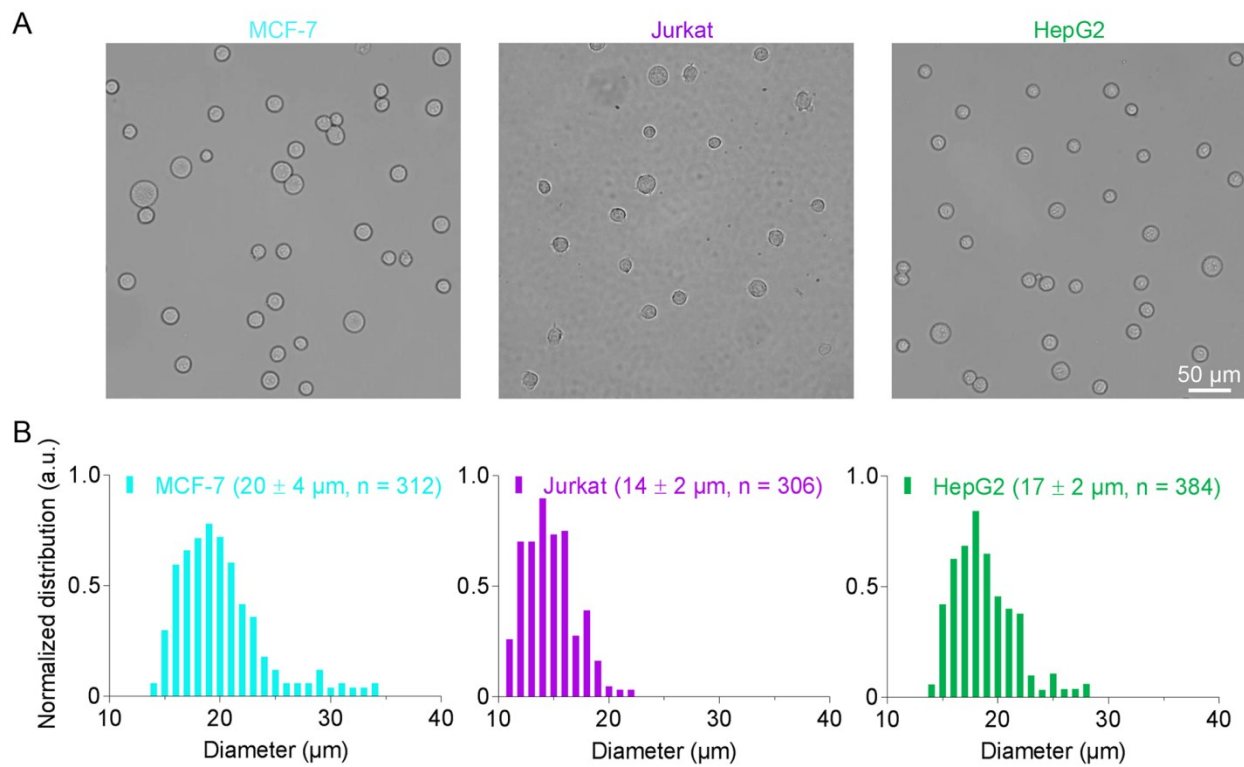 A
MCF-7
Jurkat
HepG2
50 µm
B
Normalized distribution (a.u.)
1.0
0.5
0
MCF-7 (20 ± 4 µm, n = 312)
10 20 30 40
Diameter (µm)
1.0
0.5
0
Jurkat (14 ± 2 µm, n = 306)
10 20 30 40
Diameter (µm)
1.0
0.5
0
HepG2 (17 ± 2 µm, n = 384)
10 20 30 40
Diameter (µm)